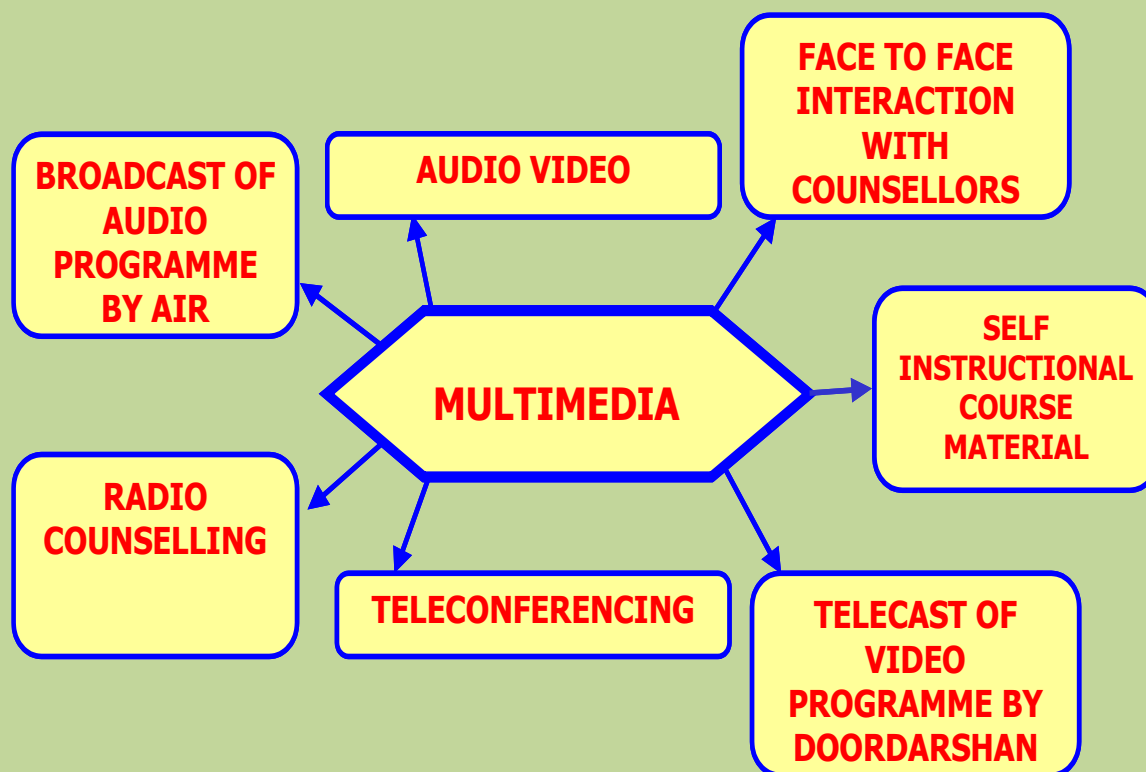 FACE TO FACE
INTERACTION
WITH
COUNSELLORS
AUDIO VIDEO
BROADCAST OF
AUDIO
PROGRAMME
BY AIR
SELF
INSTRUCTIONAL
COURSE
MATERIAL
MULTIMEDIA
RADIO
COUNSELLING
TELECONFERENCING
TELECAST OF
VIDEO
PROGRAMME BY
DOORDARSHAN